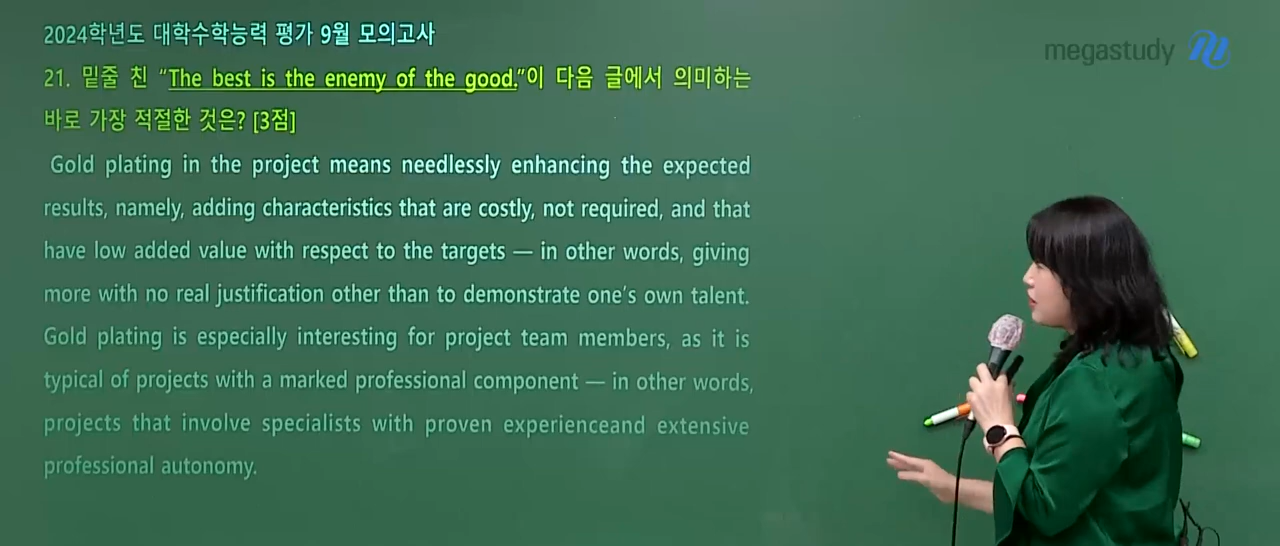 2024학년도 대학수학능력 평가 9월 모의고사
megastudy
21. 밑줄 친 “The best is the enemy of the good.”이 다음 글에서 의미하는
바로 가장 적절한 것은? [3점]
Gold plating in the project means needlessly enhancing the expected
results, namely, adding characteristics that are costly, not required, and that
have low added value with respect to the targets — in other words, giving
more with no real justification other than to demonstrate one’s own talent.
Gold plating is especially interesting for project team members, as it is
typical of projects with a marked professional component — in other words,
projects that involve specialists with proven experienceand extensive
professional autonomy.